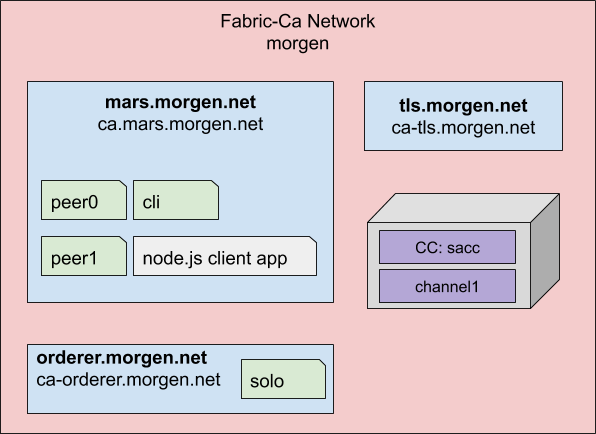 Fabric-Ca Network
morgen
mars.morgen.net
ca.mars.morgen.net
peer0
cli
peer1
node.js client app
tls.morgen.net
ca-tls.morgen.net
CC: sacc
channel1
orderer.morgen.net
ca-orderer.morgen.net
solo